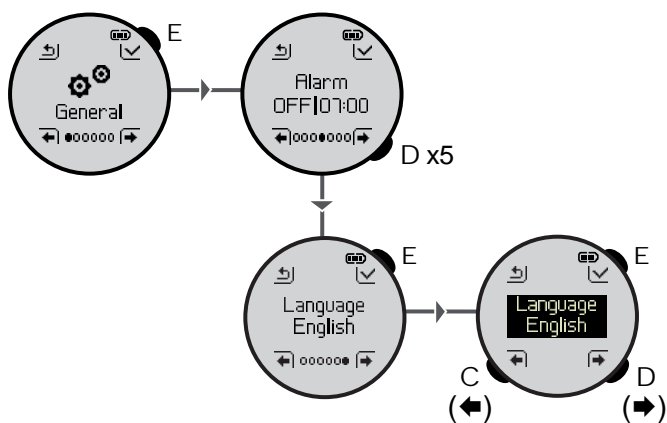 E
General
Alarm
OFF|07:00
D x5
E
Language
English
E
Language
English
C
(←)
D
(→)